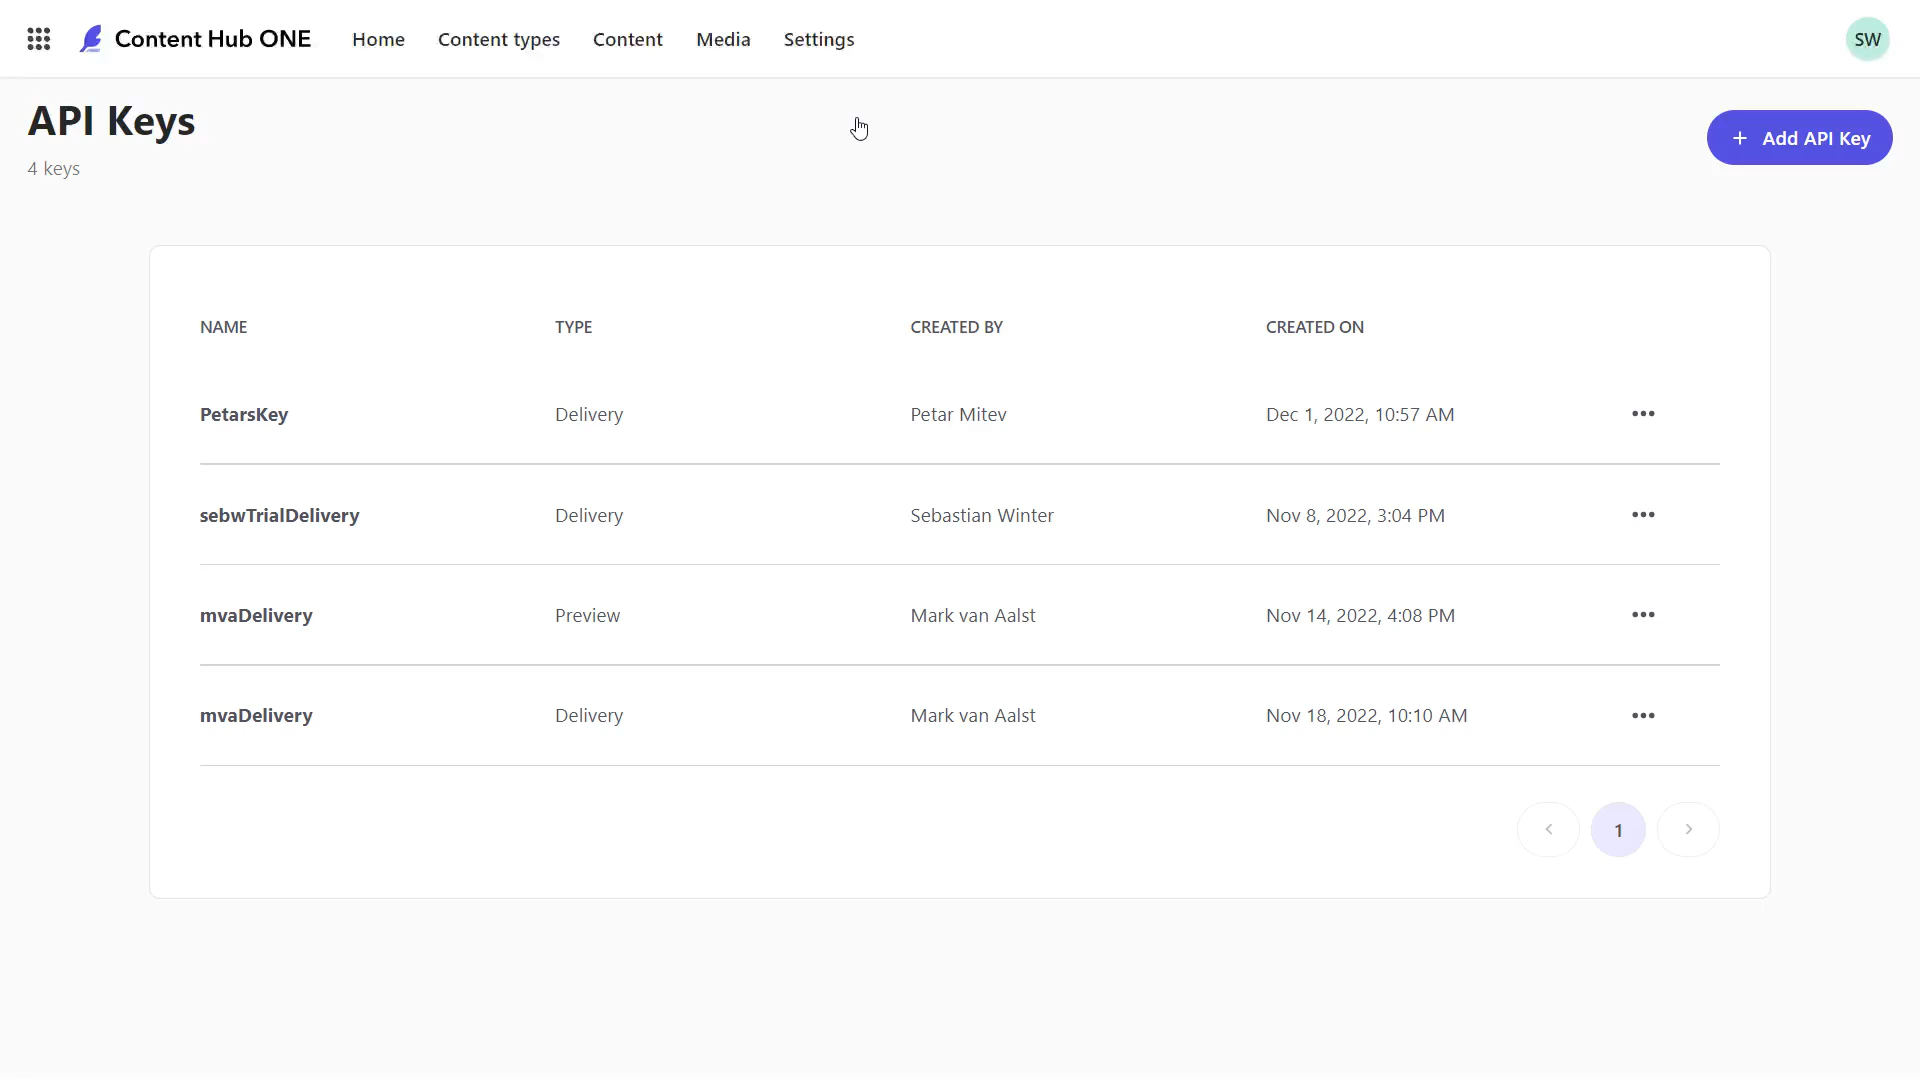 Content Hub ONE Home Content types Content Media Settings SW
API Keys
+ Add API Key
4 keys
NAME TYPE CREATED BY CREATED ON
PetarsKey Delivery Petar Mitev Dec 1, 2022, 10:57 AM
sebwTrialDelivery Delivery Sebastian Winter Nov 8, 2022, 3:04 PM
mvaDelivery Preview Mark van Aalst Nov 14, 2022, 4:08 PM
mvaDelivery Delivery Mark van Aalst Nov 18, 2022, 10:10 AM
1